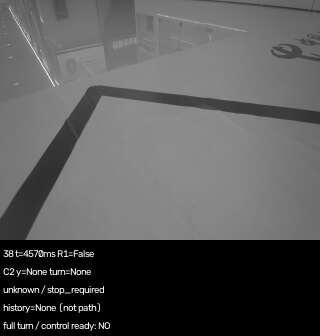 38 t=4570ms R1=False
C2 y=None turn=None
unknown / stop_required
history=None (not path)
full turn / control ready: NO